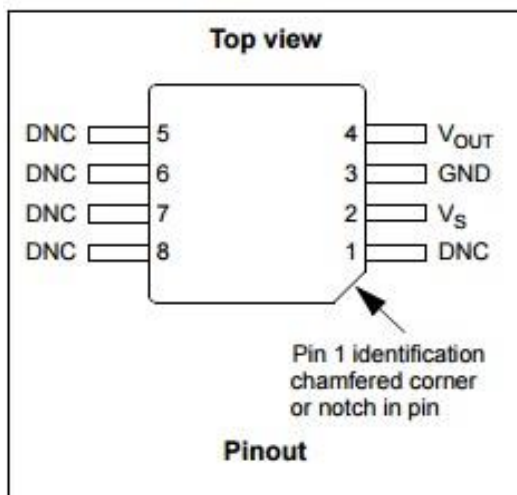 Top view
DNC 5 4 VOUT
DNC 6 3 GND
DNC 7 2 VS
DNC 8 1 DNC
Pin 1 identification
chamfered corner
or notch in pin
Pinout